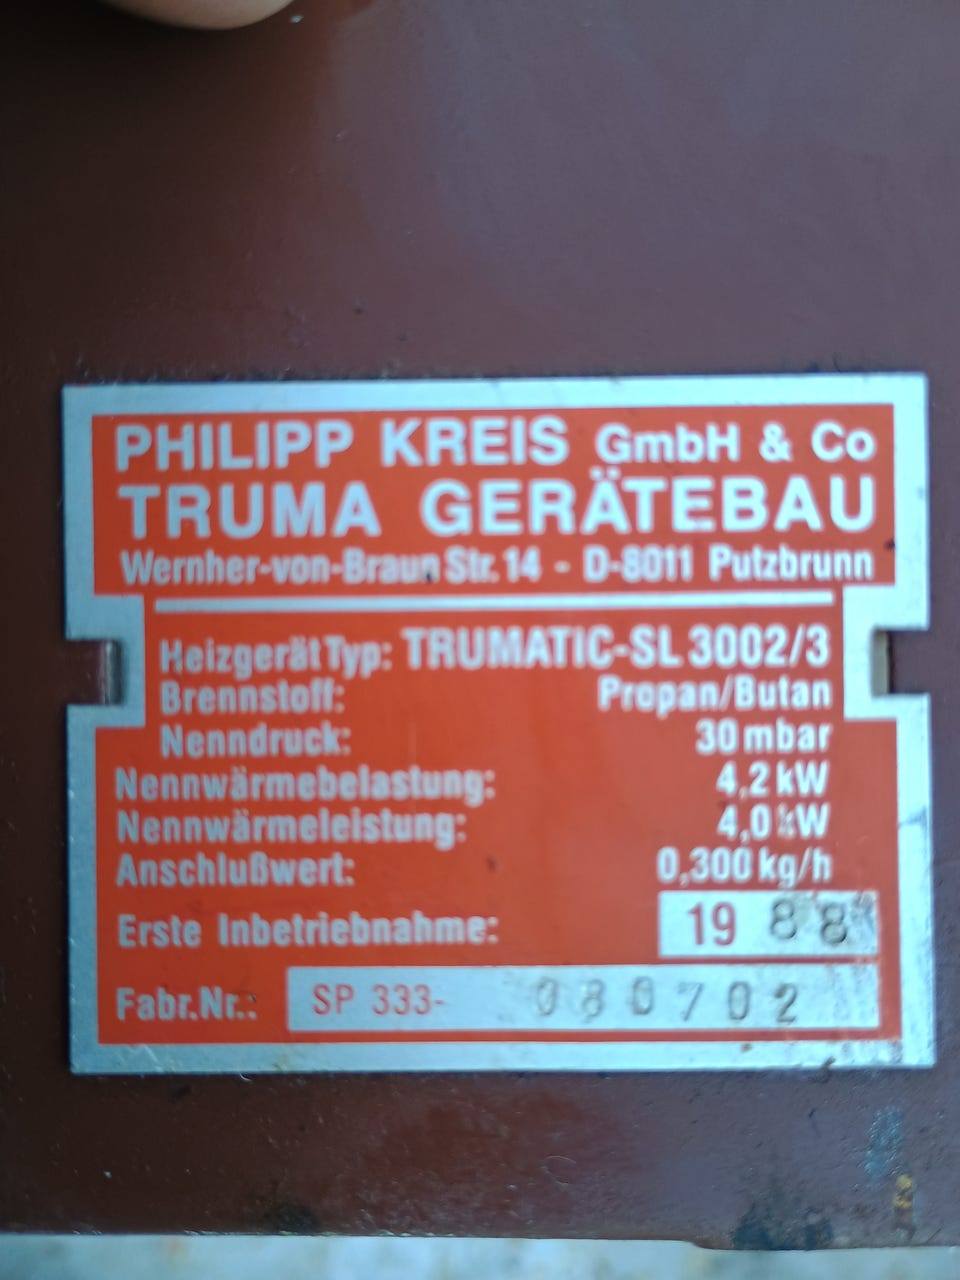 PHILIPP KREIS GmbH & Co
TRUMA GERÄTEBAU
Wernher-von-Braun Str. 14 - D-8011 Putzbrunn
Heizgerät Typ: TRUMATIC-SL 3002/3
Brennstoff: Propan/Butan
Nenndruck: 30 mbar
Nennwärmebelastung: 4,2 kW
Nennwärmeleistung: 4,0 kW
Anschlußwert: 0,300 kg/h
Erste Inbetriebnahme: 19 88
Fabr.Nr.: SP 333- 080702